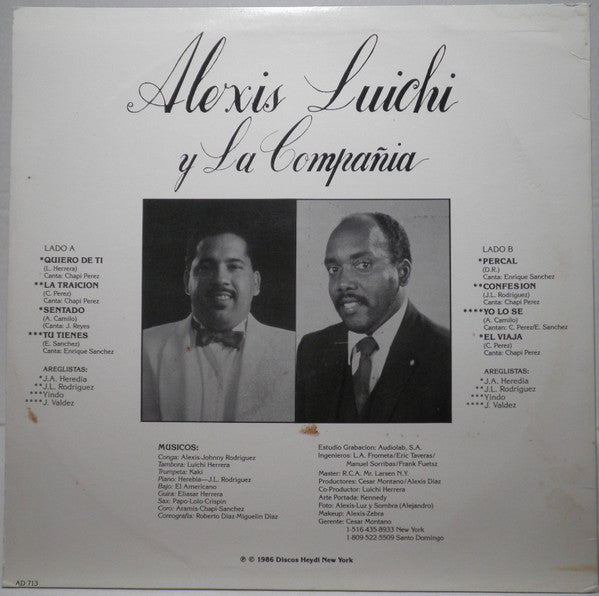 Alexis Luichi
y La Compañia
LADO A
*QUIERO DE TI
(L. Herrera)
Canta: Chapi Perez
**LA TRAICION
(C. Perez)
Canta: Chapi Perez
*SENTADO
(A. Camilo)
(Canta: J. Reyes
***TU TIENES
(E. Sanchez)
Canta: Enrique Sanchez
AREGLISTAS:
*J.A. Heredia
**J.L. Rodriguez
***Yindo
****J. Valdez
LADO B
*PERCAL
(D.R.)
Canta: Enrique Sanchez
**CONFESION
(J.L. Rodriguez)
Canta: Chapi Perez
****YO LO SE
(A. Camilo)
Cantan: C. Perez/E. Sanchez
*EL VIAJA
(C. Perez)
Canta: Chapi Perez
AREGLISTAS:
*J.A. Heredia
**J.L. Rodriguez
***Yindo
****J. Valdez
MUSICOS:
Conga: Alexis-Johnny Rodriguez
Tambora: Luichi Herrera
Trumpeta: Kaki
Piano: Herebia—J.L. Rodriguez
Bajo: El Americano
Guira: Eliasar Herrera
Sax: Papo-Lolo-Crispin
Coro: Aramis-Chapi-Sanchez
Coreografia: Roberto Diaz-Miguelin Diaz
Estudio Grabacion: Audiolab, S.A.
Ingenieros: L.A. Frometa/Eric Taveras/
Manuel Sorribas/Frank Fuetsz
Master: R.C.A. Mr. Larsen N.Y.
Productores: Cesar Montano/Alexis Diaz
Co-Productor: Luichi Herrera
Arte Portada: Kennedy
Foto: Alexis-Luz y Sombra (Alejandro)
Makeup: Alexis-Zebra
Gerente: Cesar Montano
1-516-435-8933 New York
1-809-522-5509 Santo Domingo
℗ © 1986 Discos Heydi New York
AD 713